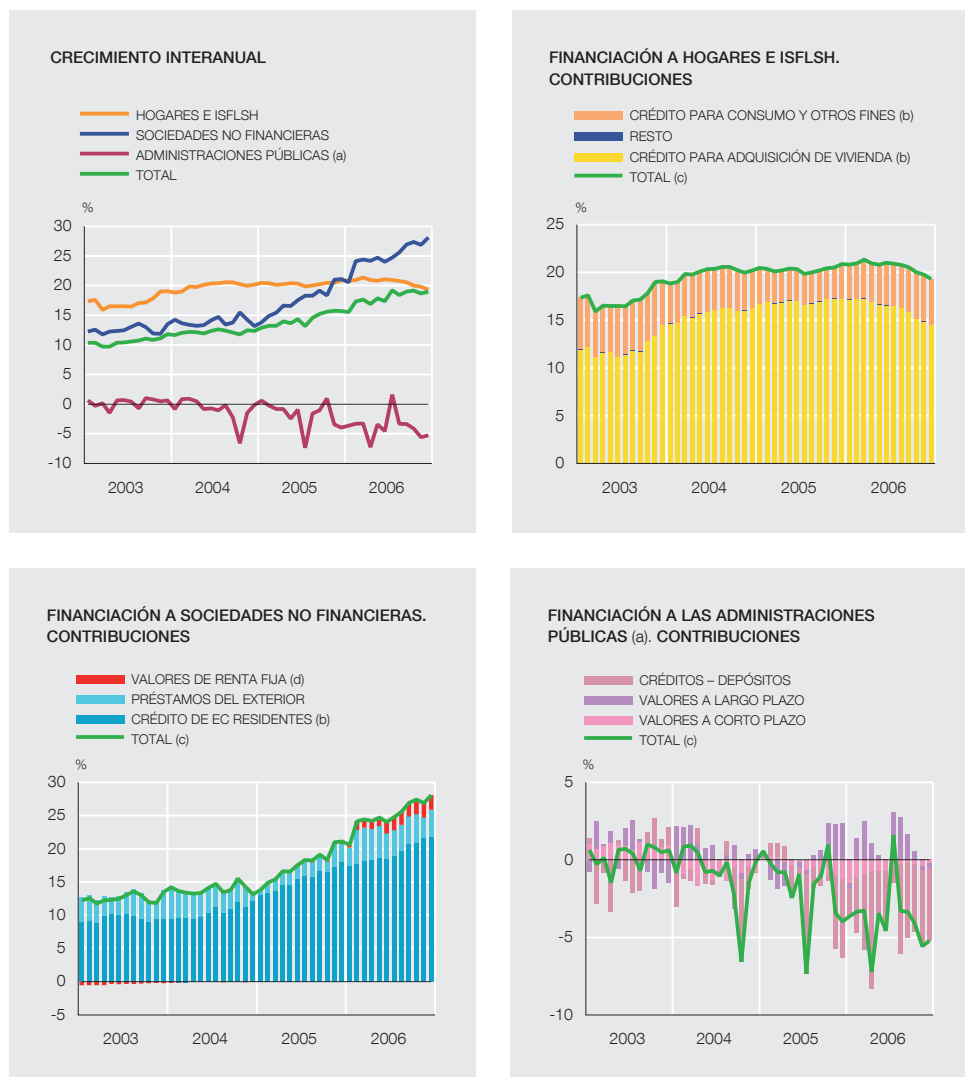 CRECIMIENTO INTERANUAL
HOGARES E ISFLSH
SOCIEDADES NO FINANCIERAS
ADMINISTRACIONES PÚBLICAS (a)
TOTAL
%
30
25
20
15
10
5
0
-5
-10
2003 2004 2005 2006
FINANCIACIÓN A HOGARES E ISFLSH.
CONTRIBUCIONES
CRÉDITO PARA CONSUMO Y OTROS FINES (b)
RESTO
CRÉDITO PARA ADQUISICIÓN DE VIVIENDA (b)
TOTAL (c)
%
25
20
15
10
5
0
2003 2004 2005 2006
FINANCIACIÓN A SOCIEDADES NO FINANCIERAS.
CONTRIBUCIONES
VALORES DE RENTA FIJA (d)
PRÉSTAMOS DEL EXTERIOR
CRÉDITO DE EC RESIDENTES (b)
TOTAL (c)
%
30
25
20
15
10
5
0
-5
2003 2004 2005 2006
FINANCIACIÓN A LAS ADMINISTRACIONES
PÚBLICAS (a). CONTRIBUCIONES
CRÉDITOS – DEPÓSITOS
VALORES A LARGO PLAZO
VALORES A CORTO PLAZO
TOTAL (c)
%
5
0
-5
-10
2003 2004 2005 2006